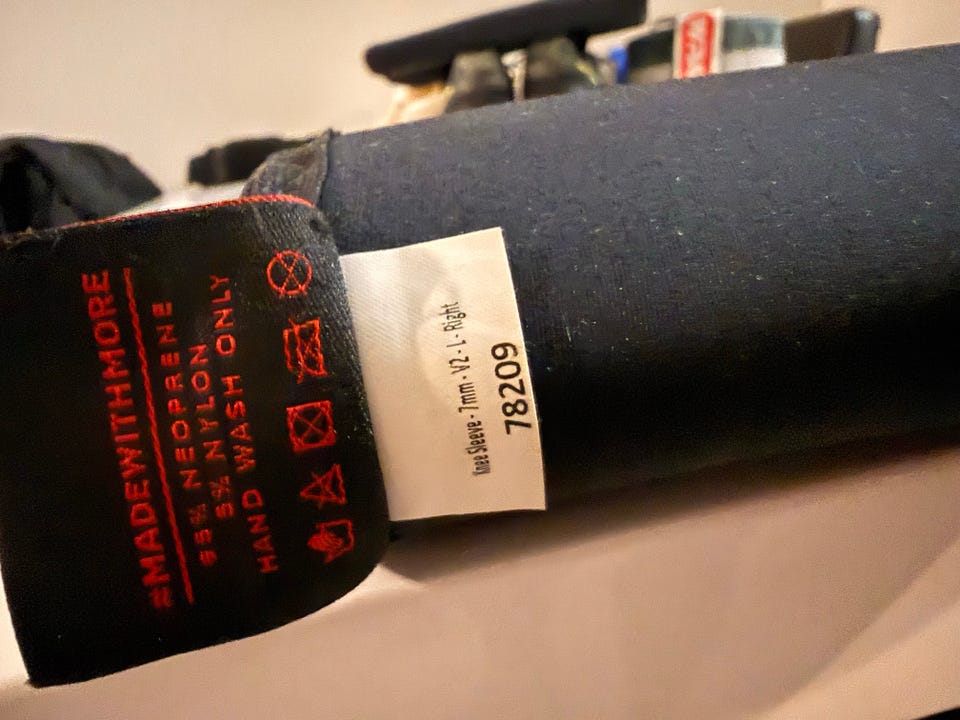 #MADEWITHMORE
95% NEOPRENE
5% NYLON
HAND WASH ONLY
Knee Sleeve - 7mm - V2 - L - Right
78209